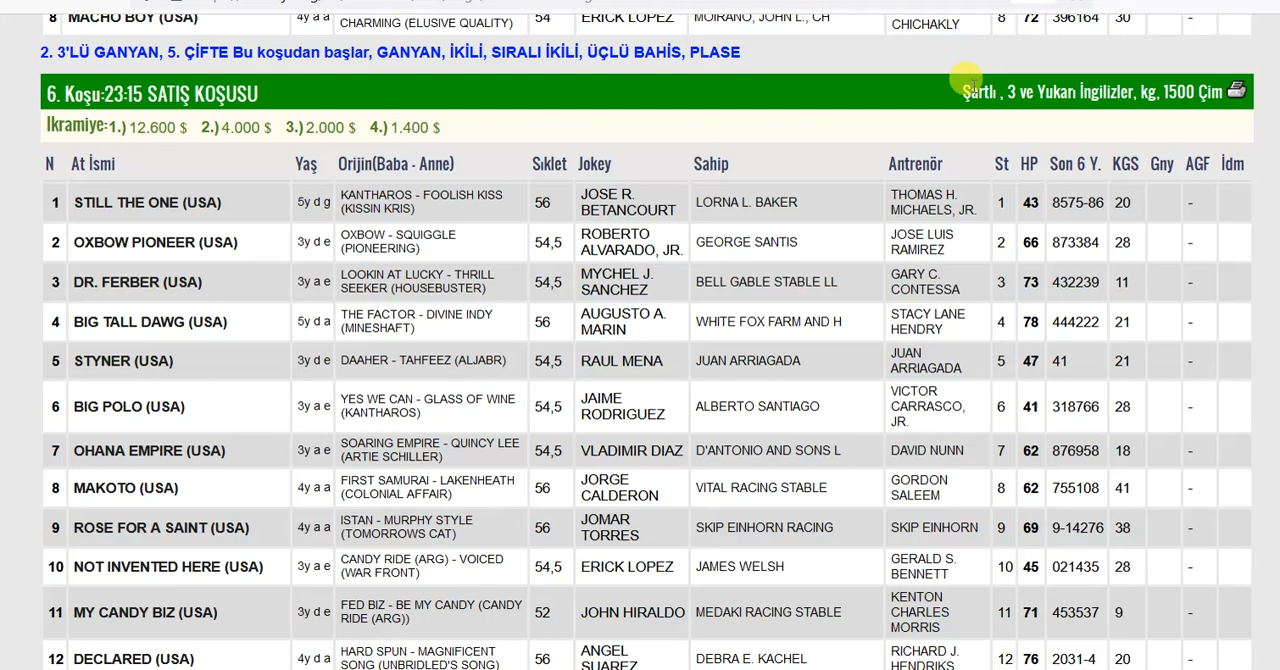 8 MACHO BOY (USA) 4y a a CHARMING (ELUSIVE QUALITY) 54 ERICK LOPEZ MOIRANO, JOHN L., CH CHICHAKLY 8 72 396164 30 -
2. 3'LÜ GANYAN, 5. ÇİFTE Bu koşudan başlar, GANYAN, İKİLİ, SIRALI İKİLİ, ÜÇLÜ BAHİS, PLASE
6. Koşu:23:15 SATIŞ KOŞUSU Şartlı , 3 ve Yukarı İngilizler, kg, 1500 Çim
İkramiye:1.) 12.600 $ 2.) 4.000 $ 3.) 2.000 $ 4.) 1.400 $
N At İsmi Yaş Orijin(Baba - Anne) Sıklet Jokey Sahip Antrenör St HP Son 6 Y. KGS Gny AGF İdm
1 STILL THE ONE (USA) 5y d g KANTHAROS - FOOLISH KISS (KISSIN KRIS) 56 JOSE R. BETANCOURT LORNA L. BAKER THOMAS H. MICHAELS, JR. 1 43 8575-86 20 -
2 OXBOW PIONEER (USA) 3y d e OXBOW - SQUIGGLE (PIONEERING) 54,5 ROBERTO ALVARADO, JR. GEORGE SANTIS JOSE LUIS RAMIREZ 2 66 873384 28 -
3 DR. FERBER (USA) 3y a e LOOKIN AT LUCKY - THRILL SEEKER (HOUSEBUSTER) 54,5 MYCHEL J. SANCHEZ BELL GABLE STABLE LL GARY C. CONTESSA 3 73 432239 11 -
4 BIG TALL DAWG (USA) 5y d a THE FACTOR - DIVINE INDY (MINESHAFT) 56 AUGUSTO A. MARIN WHITE FOX FARM AND H STACY LANE HENDRY 4 78 444222 21 -
5 STYNER (USA) 3y d e DAAHER - TAHFEEZ (ALJABR) 54,5 RAUL MENA JUAN ARRIAGADA JUAN ARRIAGADA 5 47 41 21 -
6 BIG POLO (USA) 3y a e YES WE CAN - GLASS OF WINE (KANTHAROS) 54,5 JAIME RODRIGUEZ ALBERTO SANTIAGO VICTOR CARRASCO, JR. 6 41 318766 28 -
7 OHANA EMPIRE (USA) 3y a e SOARING EMPIRE - QUINCY LEE (ARTIE SCHILLER) 54,5 VLADIMIR DIAZ D'ANTONIO AND SONS L DAVID NUNN 7 62 876958 18 -
8 MAKOTO (USA) 4y a a FIRST SAMURAI - LAKENHEATH (COLONIAL AFFAIR) 56 JORGE CALDERON VITAL RACING STABLE GORDON SALEEM 8 62 755108 41 -
9 ROSE FOR A SAINT (USA) 4y a a ISTAN - MURPHY STYLE (TOMORROWS CAT) 56 JOMAR TORRES SKIP EINHORN RACING SKIP EINHORN 9 69 9-14276 38 -
10 NOT INVENTED HERE (USA) 3y a e CANDY RIDE (ARG) - VOICED (WAR FRONT) 54,5 ERICK LOPEZ JAMES WELSH GERALD S. BENNETT 10 45 021435 28 -
11 MY CANDY BIZ (USA) 3y d e FED BIZ - BE MY CANDY (CANDY RIDE (ARG)) 52 JOHN HIRALDO MEDAKI RACING STABLE KENTON CHARLES MORRIS 11 71 453537 9 -
12 DECLARED (USA) 4y d a HARD SPUN - MAGNIFICENT SONG (UNBRIDLED'S SONG) 56 ANGEL SUAREZ DEBRA E. KACHEL RICHARD J. HENDRIKS 12 76 2031-4 20 -